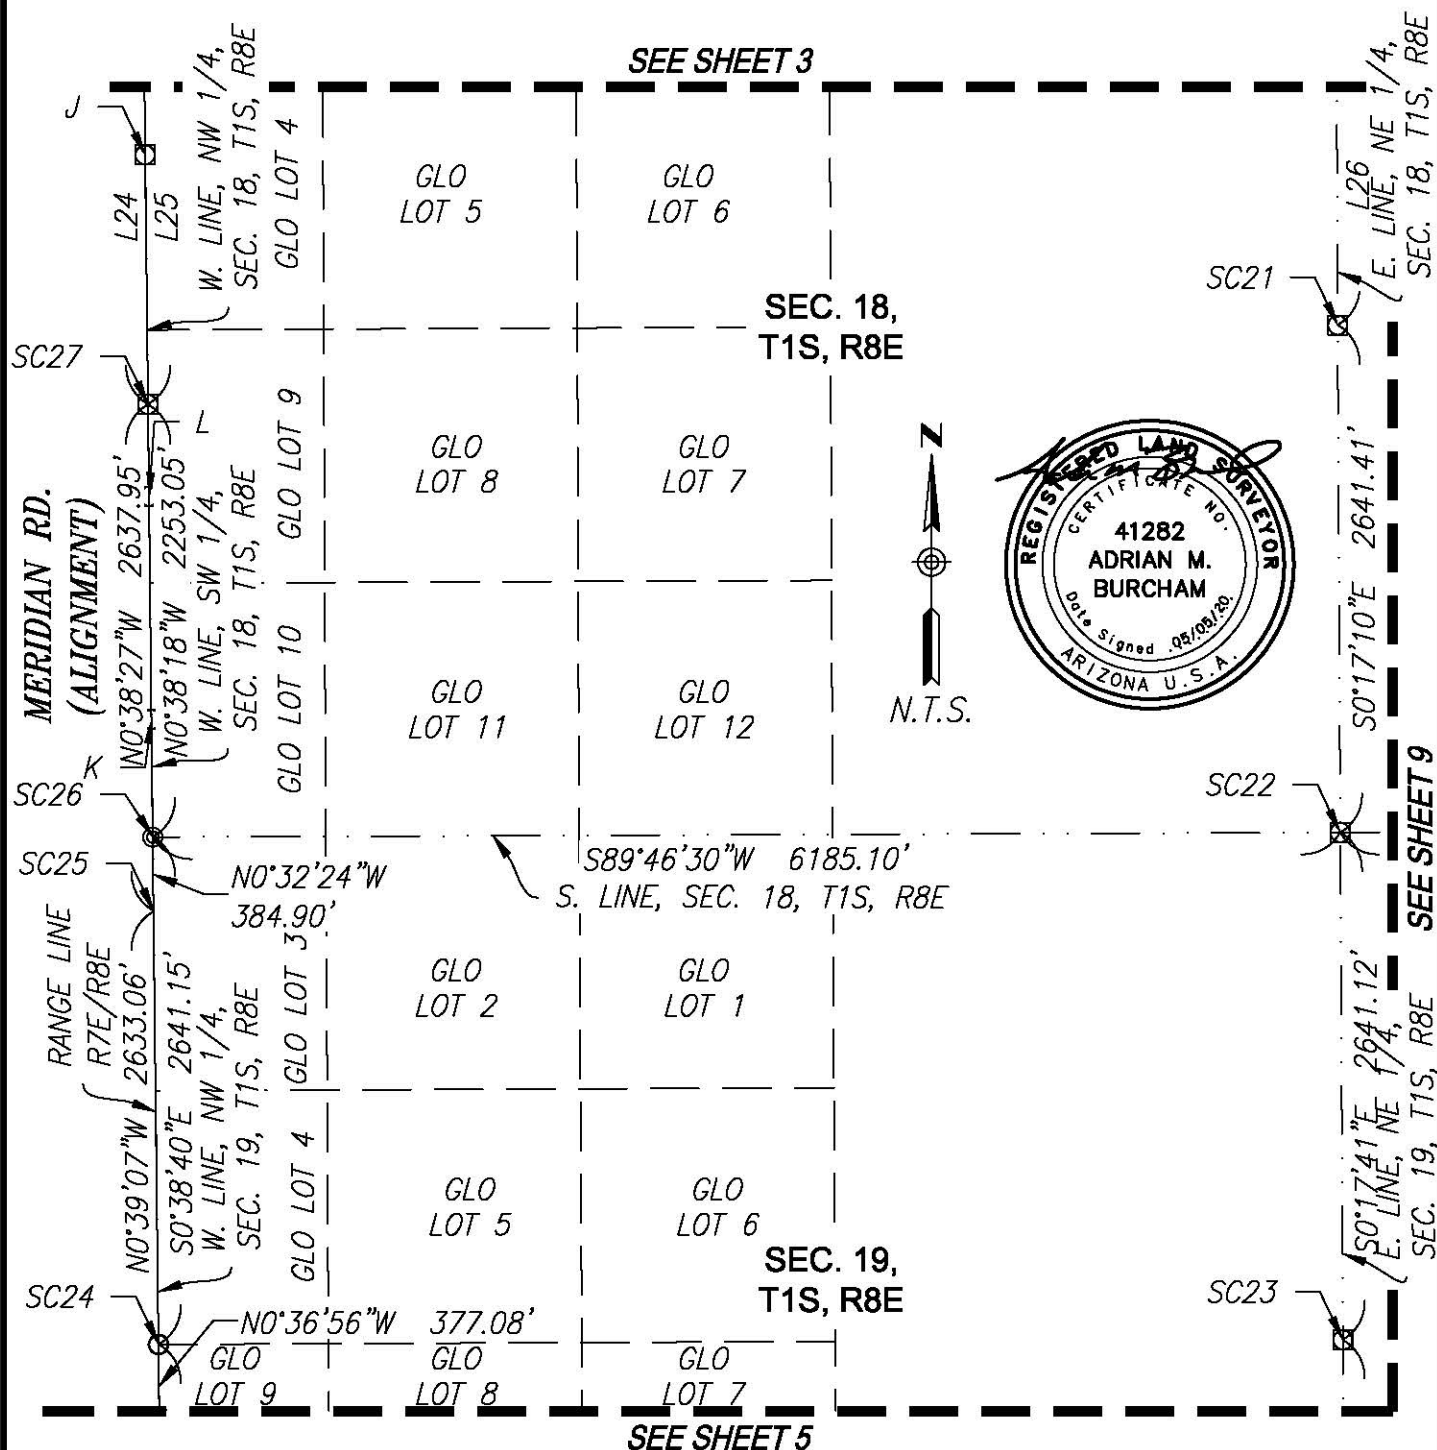 SEE SHEET 3
J
L24
L25
W. LINE, NW 1/4,
SEC. 18, T1S, R8E
GLO LOT 4
GLO
LOT 5
GLO
LOT 6
L26
E. LINE, NE 1/4,
SEC. 18, T1S, R8E
SC21
SEC. 18,
T1S, R8E
SC27
L
MERIDIAN RD.
(ALIGNMENT)
N0°38'27"W 2637.95'
N0°38'18"W 2253.05'
W. LINE, SW 1/4,
SEC. 18, T1S, R8E
GLO LOT 9
GLO
LOT 8
GLO
LOT 7
N
N.T.S.
REGISTERED LAND SURVEYOR
CERTIFICATE NO.
41282
ADRIAN M.
BURCHAM
Date Signed 05/05/20
ARIZONA U.S.A.
S0°17'10"E 2641.41'
GLO LOT 10
GLO
LOT 11
GLO
LOT 12
K
SC26
SC22
SEE SHEET 9
SC25
N0°32'24"W
384.90'
S89°46'30"W 6185.10'
S. LINE, SEC. 18, T1S, R8E
RANGE LINE
R7E/R8E
N0°39'07"W 2633.06'
S0°38'40"E 2641.15'
W. LINE, NW 1/4,
SEC. 19, T1S, R8E
GLO LOT 3
GLO
LOT 2
GLO
LOT 1
S0°17'41"E 2641.12'
E. LINE, NE 1/4,
SEC. 19, T1S, R8E
GLO LOT 4
GLO
LOT 5
GLO
LOT 6
SEC. 19,
T1S, R8E
SC24
SC23
N0°36'56"W 377.08'
GLO
LOT 9
GLO
LOT 8
GLO
LOT 7
SEE SHEET 5